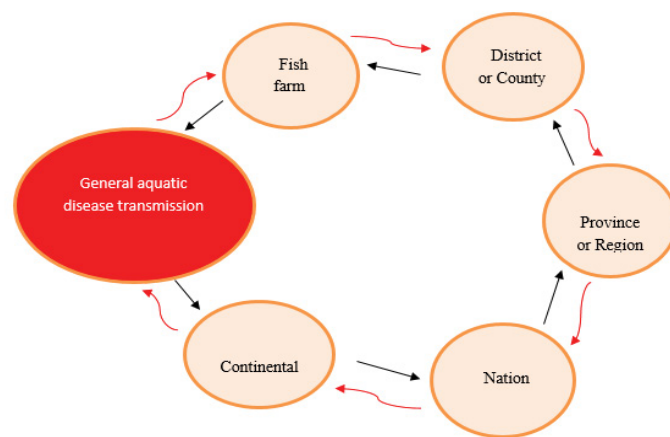 Fish
farm
District
or County
General aquatic
disease transmission
Province
or Region
Continental
Nation